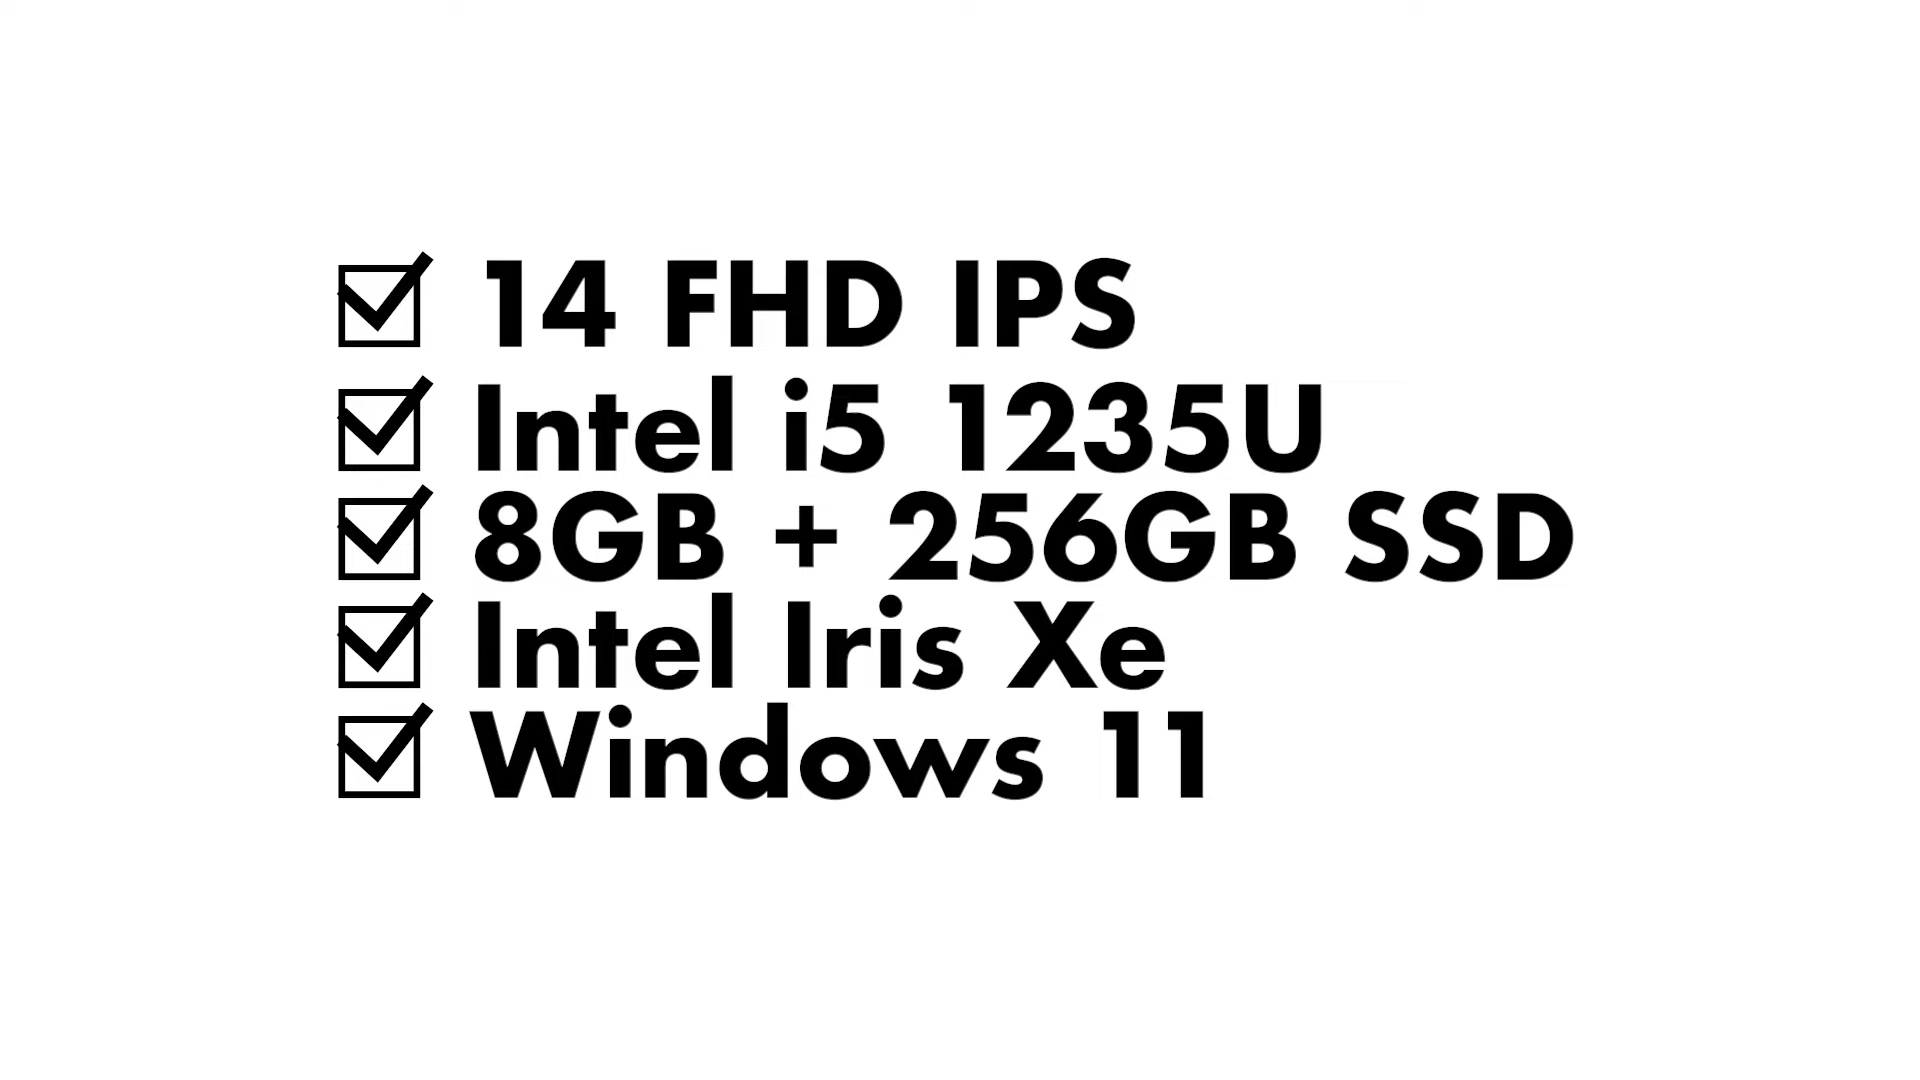 14 FHD IPS
Intel i5 1235U
8GB + 256GB SSD
Intel Iris Xe
Windows 11